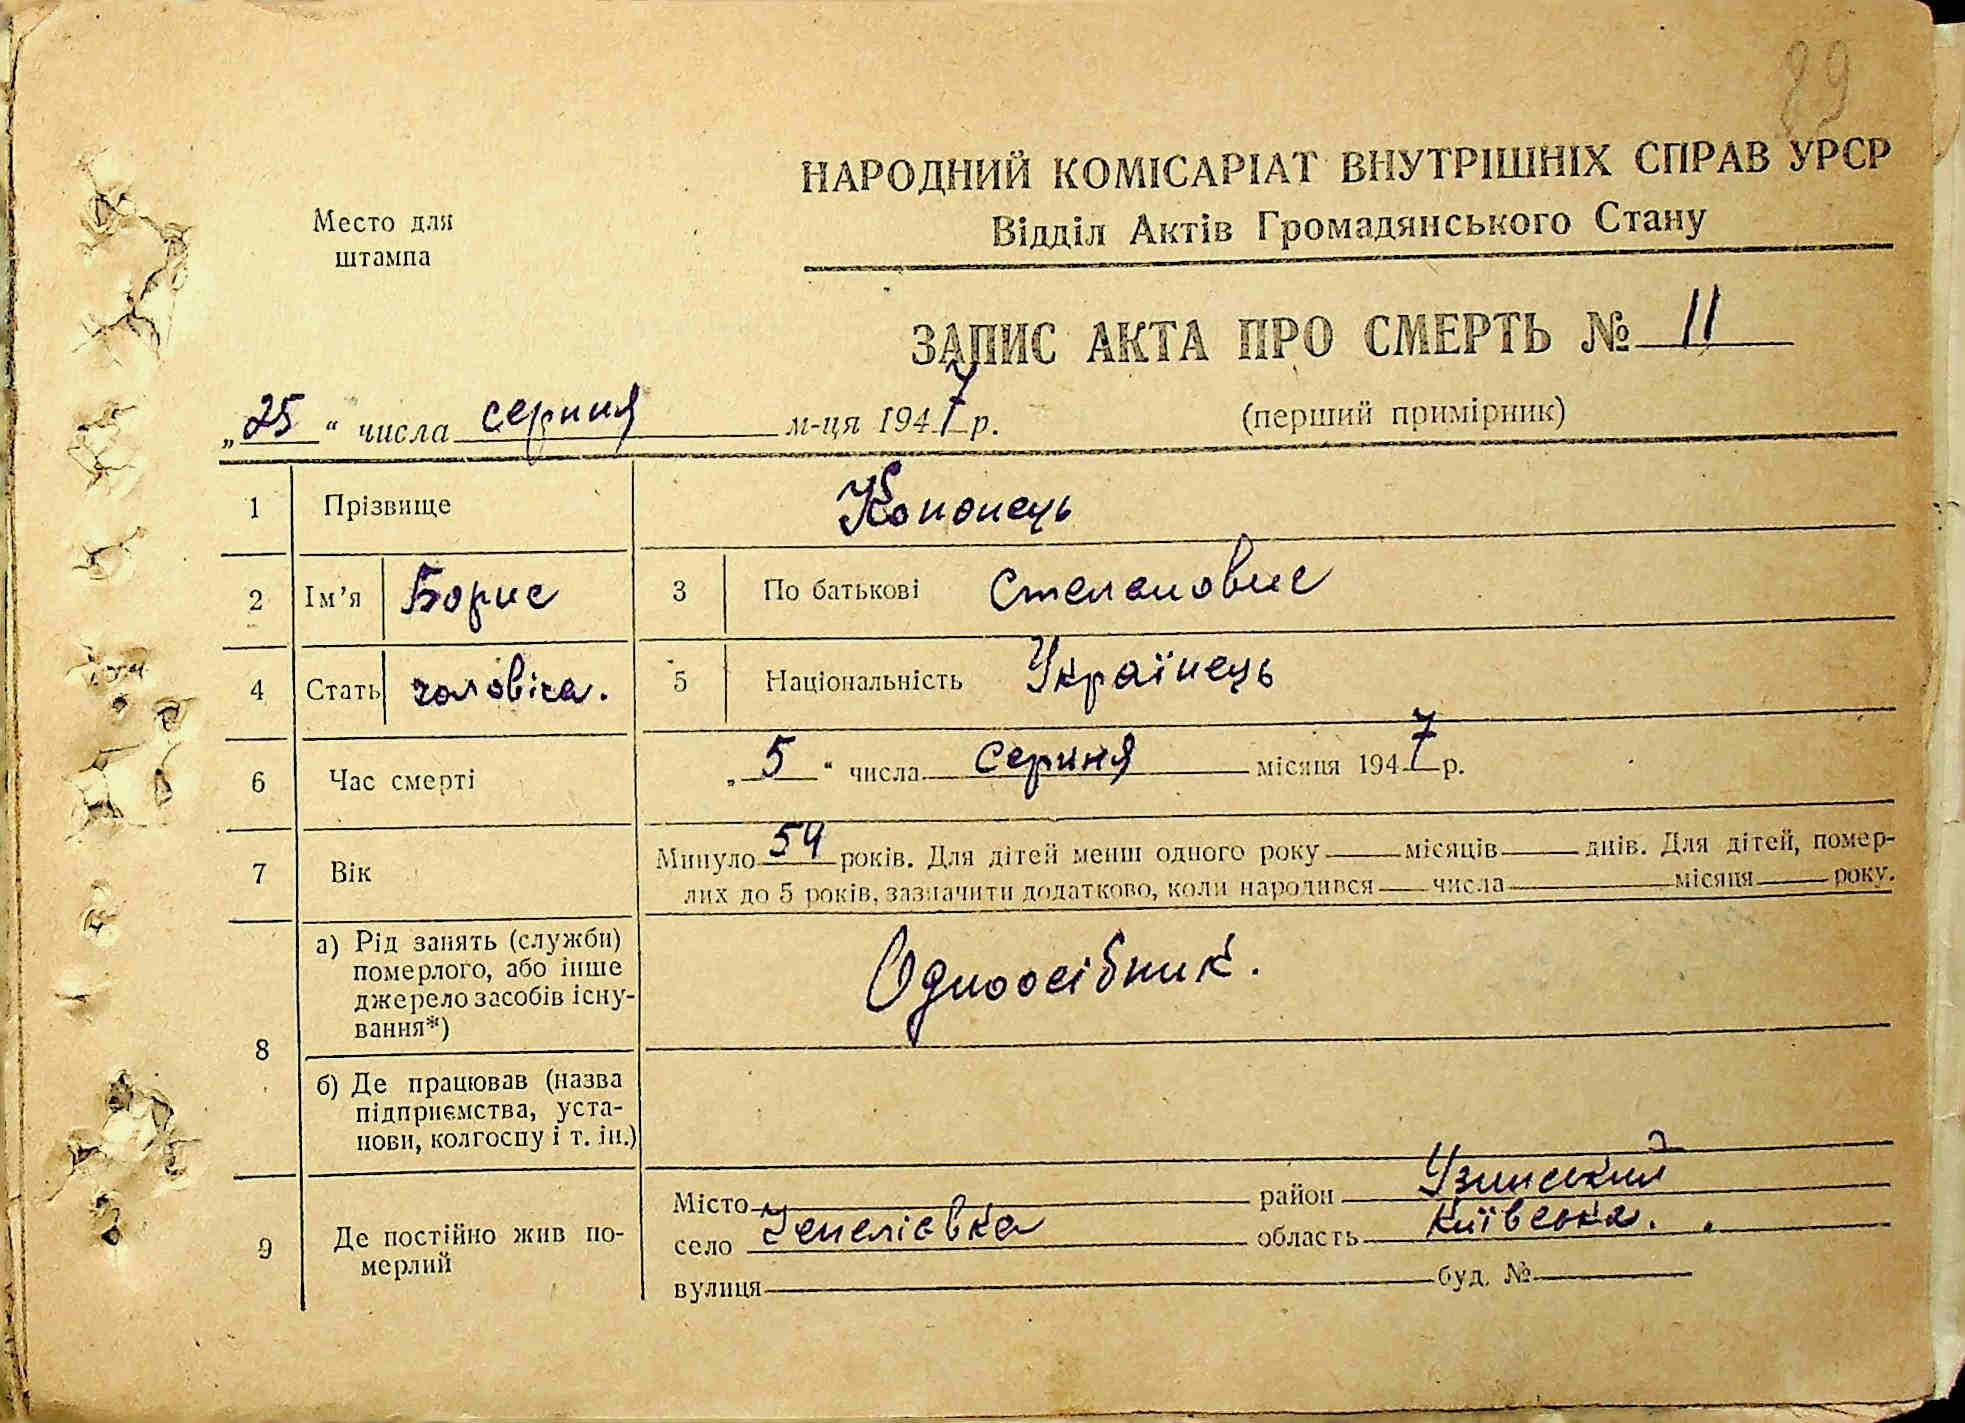 29
НАРОДНИЙ КОМІСАРІАТ ВНУТРІШНІХ СПРАВ УРСР
Відділ Актів Громадянського Стану
Место для
штампа
ЗАПИС АКТА ПРО СМЕРТЬ № 11
„25“ числа серпня м-ця 1947 р.
(перший примірник)
1 Прізвище Кононець
2 Ім’я Борис 3 По батькові Степанович
4 Стать чоловіча. 5 Національність Українець
6 Час смерті „5“ числа серпня місяця 1947 р.
7 Вік Минуло 59 років. Для дітей менш одного року місяців днів. Для дітей, помер-
лих до 5 років, зазначити додатково, коли народився числа місяця року.
8 а) Рід занять (служби)
померлого, або інше
джерело засобів існу-
вання*)
Одноосібник.
б) Де працював (назва
підприємства, уста-
нови, колгоспу і т. ін.)
9 Де постійно жив по-
мерлий
Місто район Узинський
село Чепеліевка область Київська.
вулиця буд. №